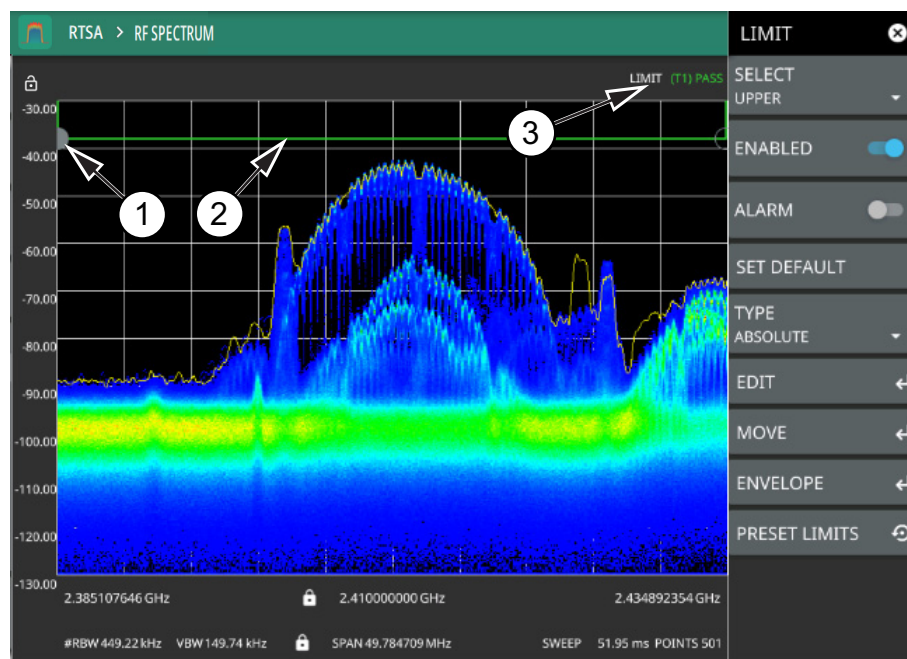 RTSA > RF SPECTRUM
LIMIT
LIMIT (T1) PASS
SELECT
UPPER
ENABLED
ALARM
SET DEFAULT
TYPE
ABSOLUTE
EDIT
MOVE
ENVELOPE
PRESET LIMITS
-30.00
-40.00
-50.00
-60.00
-70.00
-80.00
-90.00
-100.00
-110.00
-120.00
-130.00
1
2
3
2.385107646 GHz 2.410000000 GHz 2.434892354 GHz
#RBW 449.22 kHz VBW 149.74 kHz SPAN 49.784709 MHz SWEEP 51.95 ms POINTS 501